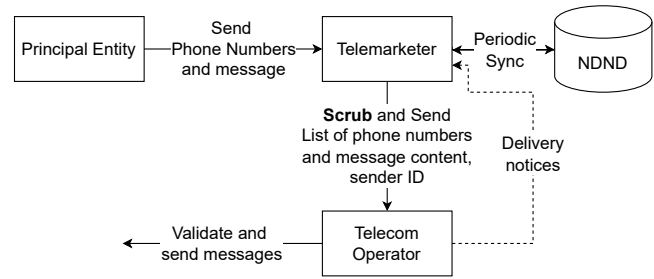 Principal Entity
Send
Phone Numbers
and message
Telemarketer
Periodic
Sync
NDND
Scrub and Send
List of phone numbers
and message content,
sender ID
Delivery
notices
Validate and
send messages
Telecom
Operator